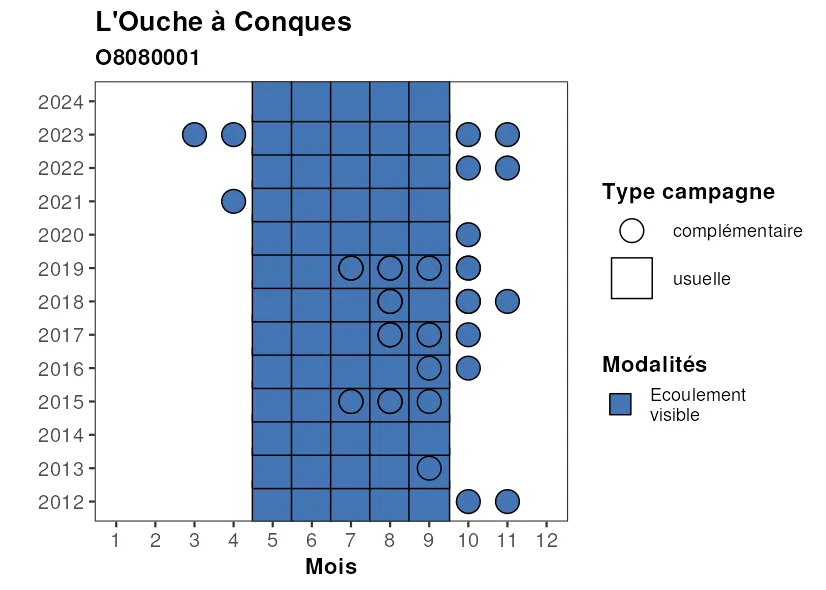 L'Ouche à Conques
O8080001
2024
2023
2022
2021
2020
2019
2018
2017
2016
2015
2014
2013
2012
1 2 3 4 5 6 7 8 9 10 11 12
Mois
Type campagne
complémentaire
usuelle
Modalités
Ecoulement
visible